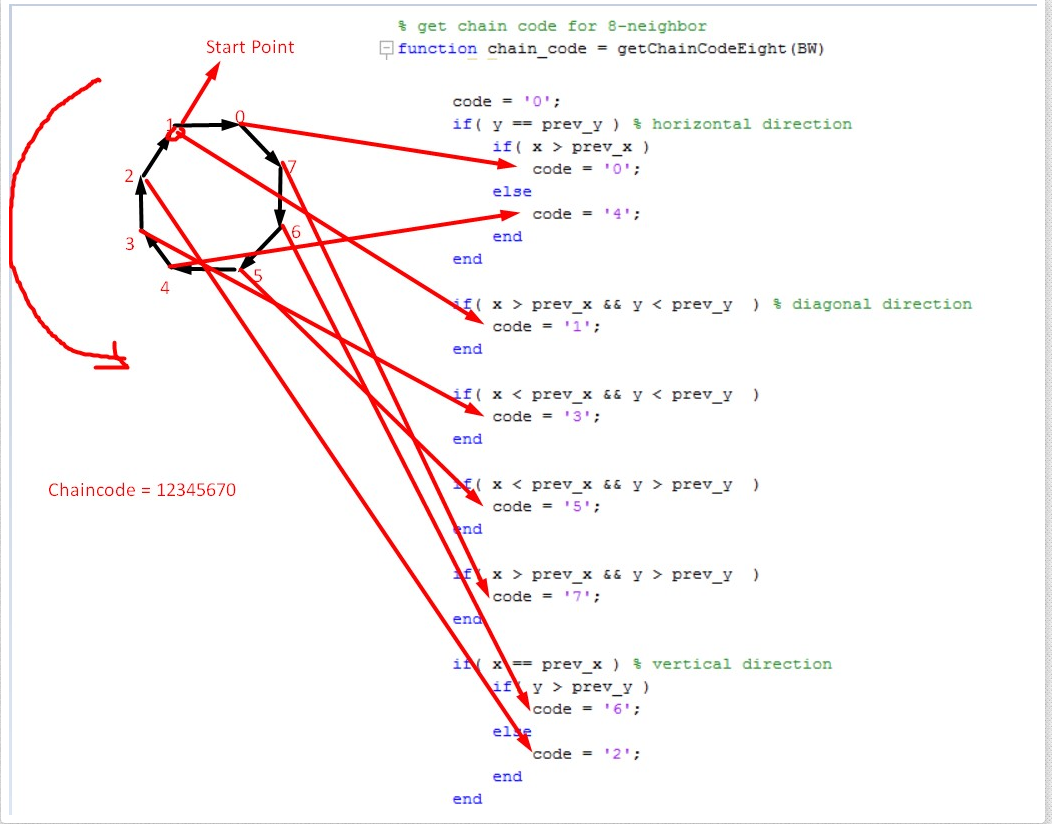 % get chain code for 8-neighbor
function chain_code = getChainCodeEight(BW)
Start Point
1
0
2
7
3
6
4
5
code = '0';
if( y == prev_y ) % horizontal direction
if( x > prev_x )
code = '0';
else
code = '4';
end
end
if( x > prev_x && y < prev_y ) % diagonal direction
code = '1';
end
if( x < prev_x && y < prev_y )
code = '3';
end
Chaincode = 12345670
if( x < prev_x && y > prev_y )
code = '5';
end
if( x > prev_x && y > prev_y )
code = '7';
end
if( x == prev_x ) % vertical direction
if( y > prev_y )
code = '6';
else
code = '2';
end
end